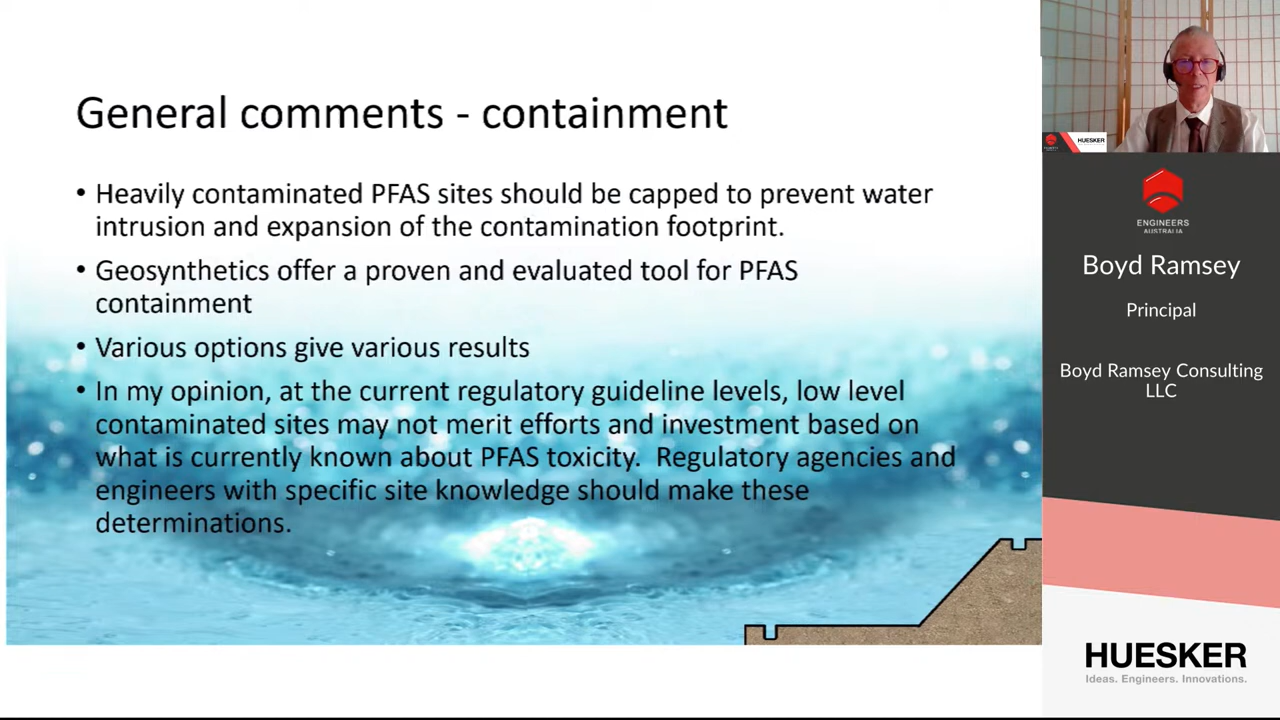 General comments - containment
• Heavily contaminated PFAS sites should be capped to prevent water
intrusion and expansion of the contamination footprint.
• Geosynthetics offer a proven and evaluated tool for PFAS
containment
• Various options give various results
• In my opinion, at the current regulatory guideline levels, low level
contaminated sites may not merit efforts and investment based on
what is currently known about PFAS toxicity.  Regulatory agencies and
engineers with specific site knowledge should make these
determinations.
HUESKER
ENGINEERS
AUSTRALIA
Boyd Ramsey
Principal
Boyd Ramsey Consulting
LLC
HUESKER
Ideas. Engineers. Innovations.